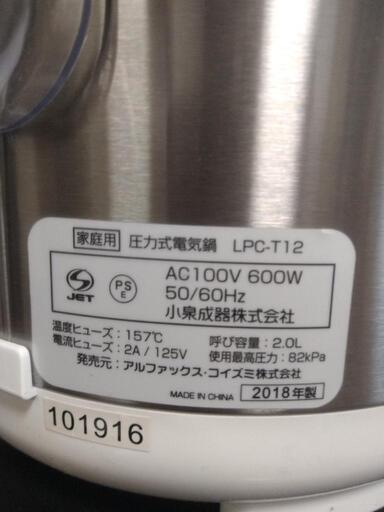 家庭用 圧力式電気鍋 LPC-T12
JET
PS
E
AC100V 600W
50/60Hz
小泉成器株式会社
温度ヒューズ：157℃
呼び容量：2.0L
電流ヒューズ：2A / 125V
使用最高圧力：82kPa
発売元：アルファックス・コイズミ株式会社
MADE IN CHINA
2018年製
101916